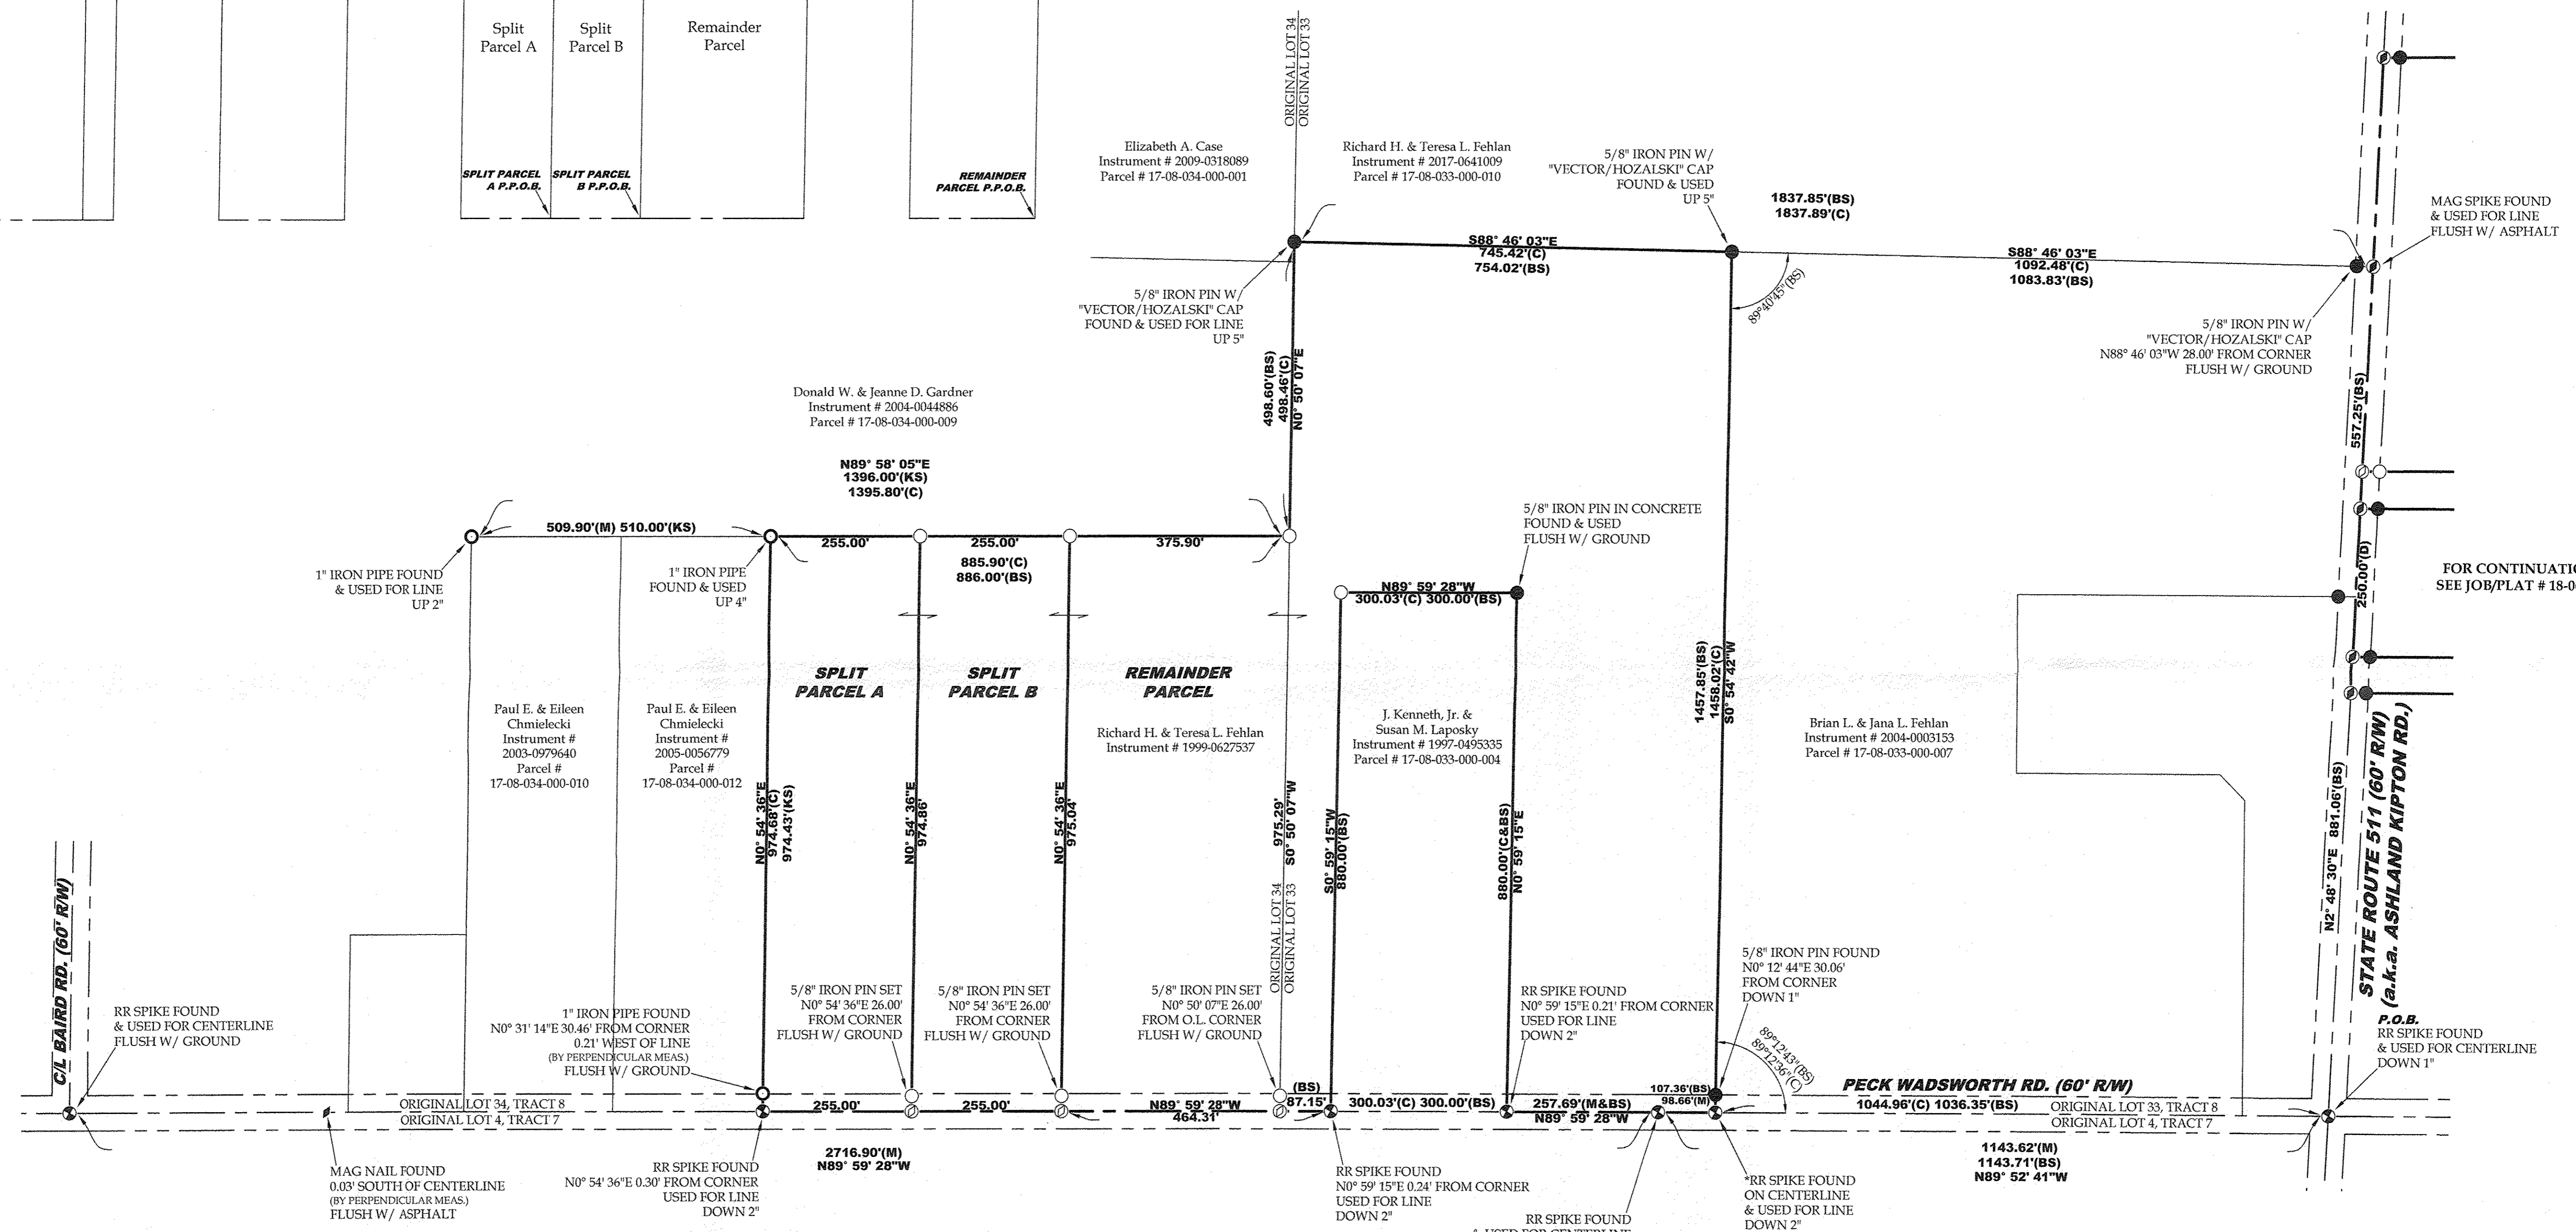 Split
Parcel A
Split
Parcel B
Remainder
Parcel
SPLIT PARCEL
A P.P.O.B.
SPLIT PARCEL
B P.P.O.B.
REMAINDER
PARCEL P.P.O.B.
ORIGINAL LOT 34
ORIGINAL LOT 33
Elizabeth A. Case
Instrument # 2009-0318089
Parcel # 17-08-034-000-001
Richard H. & Teresa L. Fehlan
Instrument # 2017-0641009
Parcel # 17-08-033-000-010
5/8" IRON PIN W/
"VECTOR/HOZALSKI" CAP
FOUND & USED
UP 5"
1837.85'(BS)
1837.89'(C)
MAG SPIKE FOUND
& USED FOR LINE
FLUSH W/ ASPHALT
S88° 46' 03"E
745.42'(C)
754.02'(BS)
S88° 46' 03"E
1092.48'(C)
1083.83'(BS)
89°40'45"(BS)
5/8" IRON PIN W/
"VECTOR/HOZALSKI" CAP
FOUND & USED FOR LINE
UP 5"
5/8" IRON PIN W/
"VECTOR/HOZALSKI" CAP
N88° 46' 03"W 28.00' FROM CORNER
FLUSH W/ GROUND
498.60'(BS)
498.46'(C)
N0° 50' 07"E
557.25'(BS)
Donald W. & Jeanne D. Gardner
Instrument # 2004-0044886
Parcel # 17-08-034-000-009
N89° 58' 05"E
1396.00'(KS)
1395.80'(C)
509.90'(M) 510.00'(KS)
255.00'
255.00'
375.90'
885.90'(C)
886.00'(BS)
5/8" IRON PIN IN CONCRETE
FOUND & USED
FLUSH W/ GROUND
1" IRON PIPE FOUND
& USED FOR LINE
UP 2"
1" IRON PIPE
FOUND & USED
UP 4"
N89° 59' 28"W
300.03'(C) 300.00'(BS)
250.00'(D)
FOR CONTINUATIO
SEE JOB/PLAT # 18-0
SPLIT
PARCEL A
SPLIT
PARCEL B
REMAINDER
PARCEL
1457.85'(BS)
1458.02'(C)
S0° 54' 42"W
Paul E. & Eileen
Chmielecki
Instrument #
2003-0979640
Parcel #
17-08-034-000-010
Paul E. & Eileen
Chmielecki
Instrument #
2005-0056779
Parcel #
17-08-034-000-012
Richard H. & Teresa L. Fehlan
Instrument # 1999-0627537
J. Kenneth, Jr. &
Susan M. Laposky
Instrument # 1997-0495335
Parcel # 17-08-033-000-004
Brian L. & Jana L. Fehlan
Instrument # 2004-0003153
Parcel # 17-08-033-000-007
N0° 54' 36"E
974.68'(C)
974.43'(KS)
N0° 54' 36"E
974.86'
N0° 54' 36"E
975.04'
975.29'
S0° 50' 07"W
S0° 59' 15"W
880.00'(BS)
880.00'(C&BS)
N0° 59' 15"E
N2° 48' 30"E 881.06'(BS)
STATE ROUTE 511 (60' R/W)
(a.k.a. ASHLAND KIPTON RD.)
C/L BAIRD RD. (60' R/W)
ORIGINAL LOT 34
ORIGINAL LOT 33
RR SPIKE FOUND
& USED FOR CENTERLINE
FLUSH W/ GROUND
1" IRON PIPE FOUND
N0° 31' 14"E 30.46' FROM CORNER
0.21' WEST OF LINE
(BY PERPENDICULAR MEAS.)
FLUSH W/ GROUND
5/8" IRON PIN SET
N0° 54' 36"E 26.00'
FROM CORNER
FLUSH W/ GROUND
5/8" IRON PIN SET
N0° 54' 36"E 26.00'
FROM CORNER
FLUSH W/ GROUND
5/8" IRON PIN SET
N0° 50' 07"E 26.00'
FROM O.L. CORNER
FLUSH W/ GROUND
RR SPIKE FOUND
N0° 59' 15"E 0.21' FROM CORNER
USED FOR LINE
DOWN 2"
5/8" IRON PIN FOUND
N0° 12' 44"E 30.06'
FROM CORNER
DOWN 1"
89°12'43"(BS)
89°12'36"(C)
P.O.B.
RR SPIKE FOUND
& USED FOR CENTERLINE
DOWN 1"
ORIGINAL LOT 34, TRACT 8
ORIGINAL LOT 4, TRACT 7
255.00'
255.00'
N89° 59' 28"W
464.31'
(BS)
87.15'
300.03'(C) 300.00'(BS)
257.69'(M&BS)
N89° 59' 28"W
107.36'(BS)
98.66'(M)
PECK WADSWORTH RD. (60' R/W)
1044.96'(C) 1036.35'(BS)
ORIGINAL LOT 33, TRACT 8
ORIGINAL LOT 4, TRACT 7
2716.90'(M)
N89° 59' 28"W
1143.62'(M)
1143.71'(BS)
N89° 52' 41"W
MAG NAIL FOUND
0.03' SOUTH OF CENTERLINE
(BY PERPENDICULAR MEAS.)
FLUSH W/ ASPHALT
RR SPIKE FOUND
N0° 54' 36"E 0.30' FROM CORNER
USED FOR LINE
DOWN 2"
RR SPIKE FOUND
N0° 59' 15"E 0.24' FROM CORNER
USED FOR LINE
DOWN 2"
RR SPIKE FOUND
& USED FOR CENTERLINE
*RR SPIKE FOUND
ON CENTERLINE
& USED FOR LINE
DOWN 2"